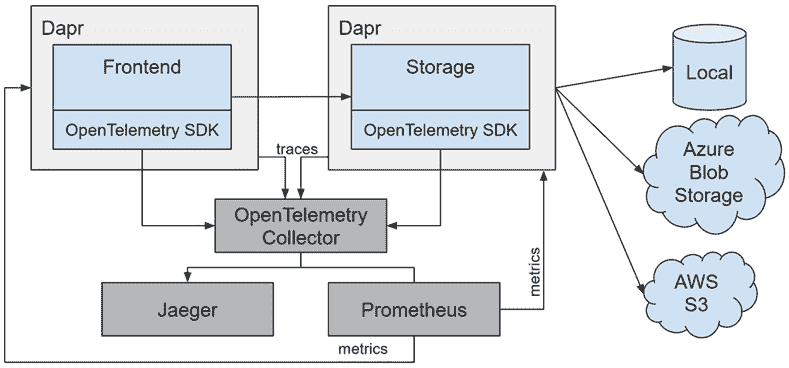 Dapr
Dapr
Frontend
Storage
OpenTelemetry SDK
OpenTelemetry SDK
Local
Azure
Blob
Storage
traces
OpenTelemetry
Collector
metrics
AWS
S3
Jaeger
Prometheus
metrics